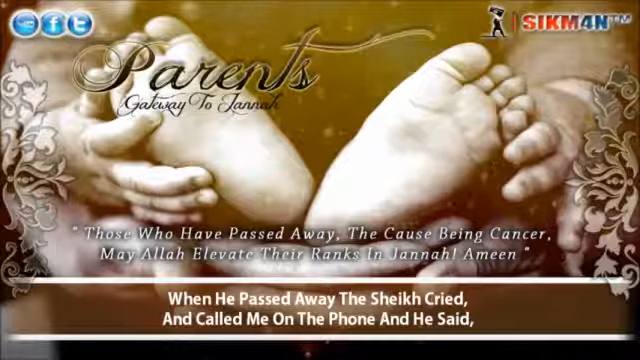 SIKM4N™
Parents
Gateway To Jannah
" Those Who Have Passed Away, The Cause Being Cancer,
May Allah Elevate Their Ranks In Jannah! Ameen "
When He Passed Away The Sheikh Cried,
And Called Me On The Phone And He Said,